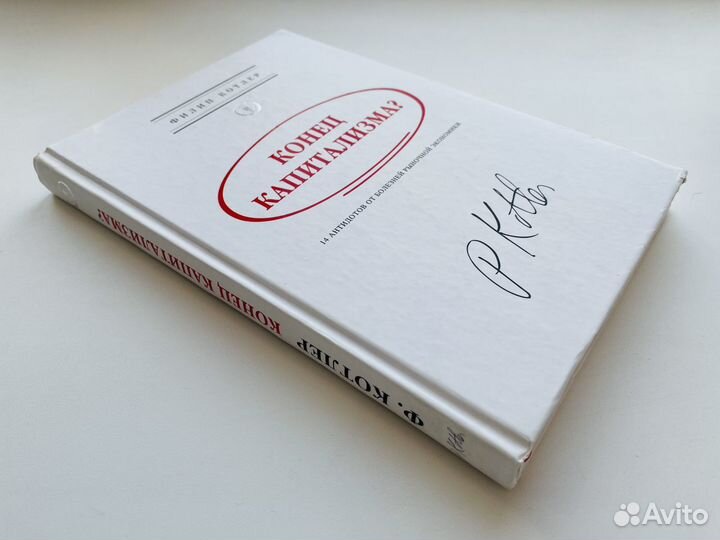 ФИЛИП КОТЛЕР
КОНЕЦ
КАПИТАЛИЗМА?
14 АНТИДОТОВ ОТ БОЛЕЗНЕЙ РЫНОЧНОЙ ЭКОНОМИКИ
Ф. КОТЛЕР КОНЕЦ КАПИТАЛИЗМА?
Avito